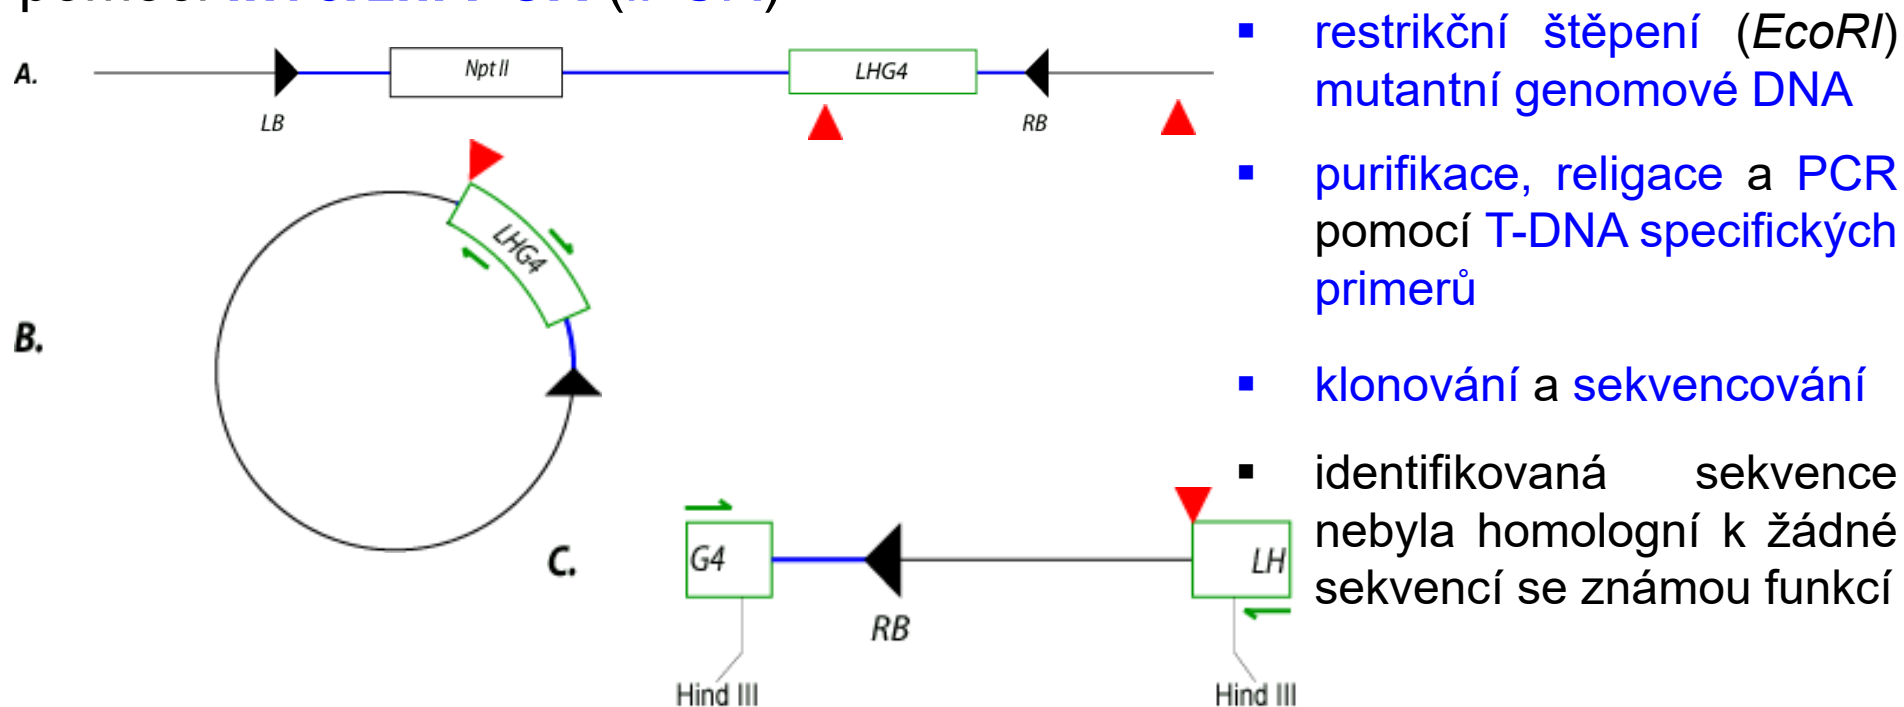 pomocí
A.
Npt II
LHG4
LB
RB
B.
LHG4
C.
G4
LH
RB
Hind III
Hind III
▪ restrikční štěpení (EcoRI)
mutantní genomové DNA
▪ purifikace, religace a PCR
pomocí T-DNA specifických
primerů
▪ klonování a sekvencování
▪ identifikovaná sekvence
nebyla homologní k žádné
sekvencí se známou funkcí